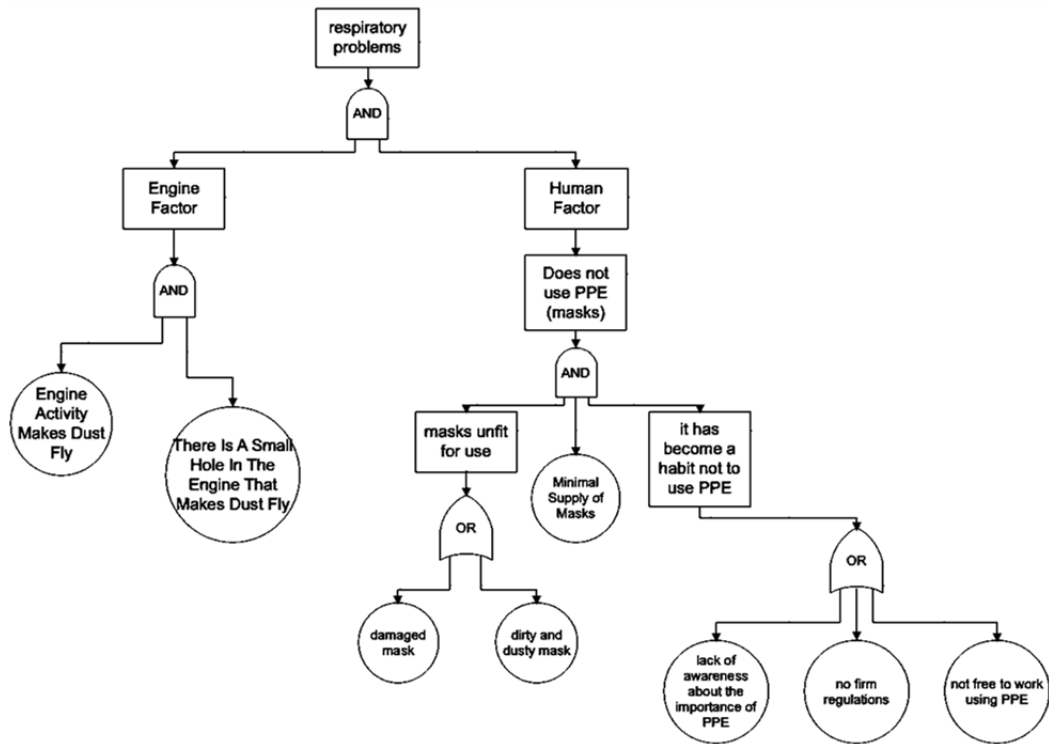 respiratory
problems
AND
Engine
Factor
Human
Factor
AND
Does not
use PPE
(masks)
AND
Engine
Activity
Makes Dust
Fly
There Is A Small
Hole In The
Engine That
Makes Dust Fly
masks unfit
for use
Minimal
Supply of
Masks
it has
become a
habit not to
use PPE
OR
OR
damaged
mask
dirty and
dusty mask
lack of
awareness
about the
importance of
PPE
no firm
regulations
not free to work
using PPE